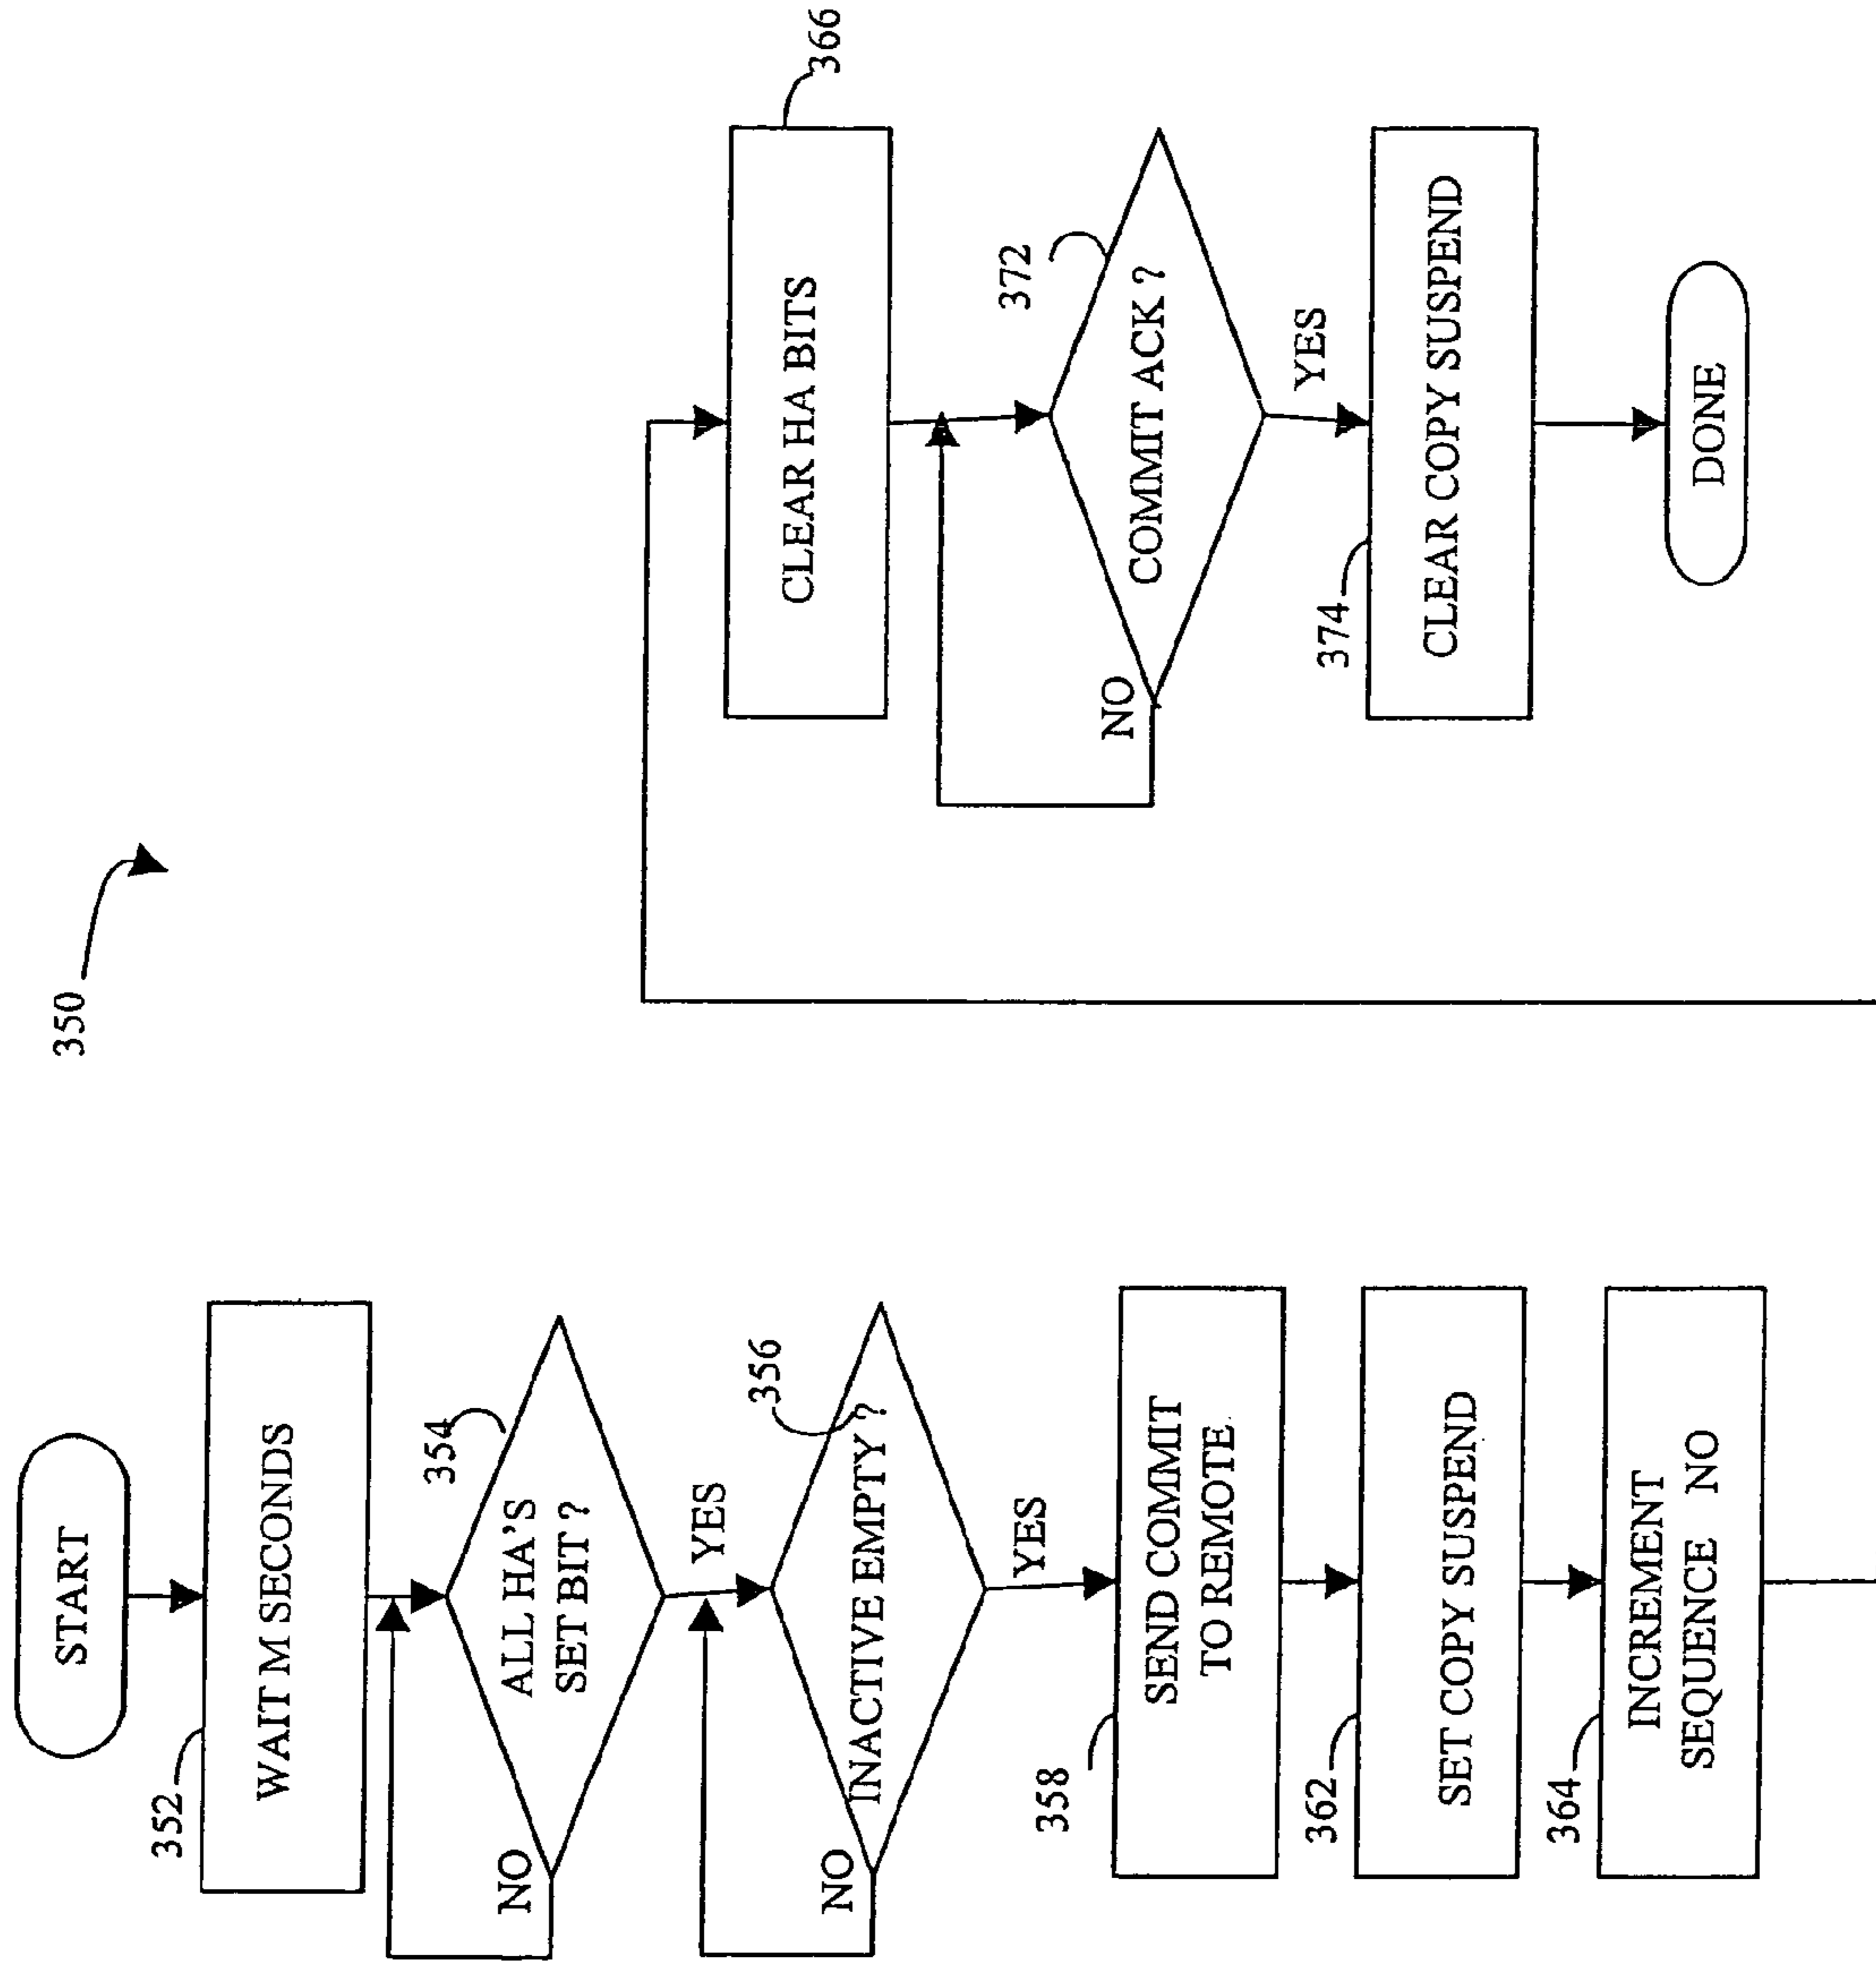 350
START
352
WAIT M SECONDS
354
ALL HA'S
SET BIT ?
NO
YES
356
INACTIVE EMPTY ?
NO
YES
358
SEND COMMIT
TO REMOTE
362
SET COPY SUSPEND
364
INCREMENT
SEQUENCE NO
366
CLEAR HA BITS
372
COMMIT ACK ?
NO
YES
374
CLEAR COPY SUSPEND
DONE